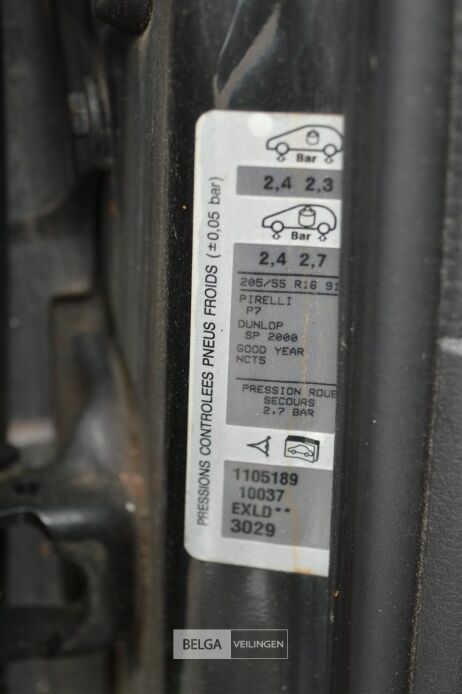 PRESSIONS CONTROLEES PNEUS FROIDS (±0,05 bar)
Bar
2,4 2,3
Bar
2,4 2,7
205/55 R16 91
PIRELLI
P7
DUNLOP
SP 2000
GOOD YEAR
NCT5
PRESSION ROUE
SECOURS
2,7 BAR
1105189
10037
EXLD**
3029
BELGA VEILINGEN